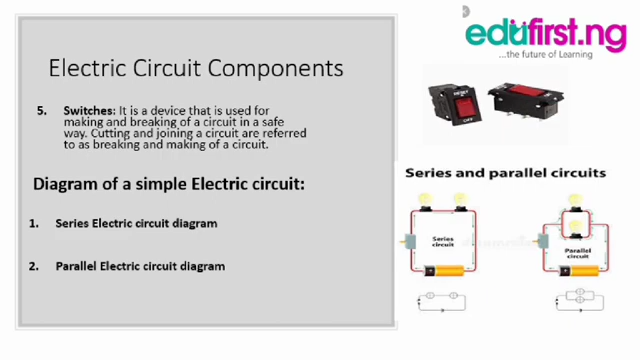 edufirst.ng
...the future of Learning
Electric Circuit Components
5. Switches: It is a device that is used for
making and breaking of a circuit in a safe
way. Cutting and joining a circuit are referred
to as breaking and making of a circuit.
Diagram of a simple Electric circuit:
1. Series Electric circuit diagram
2. Parallel Electric circuit diagram
OFF
Series and parallel circuits
Series
circuit
Parallel
circuit